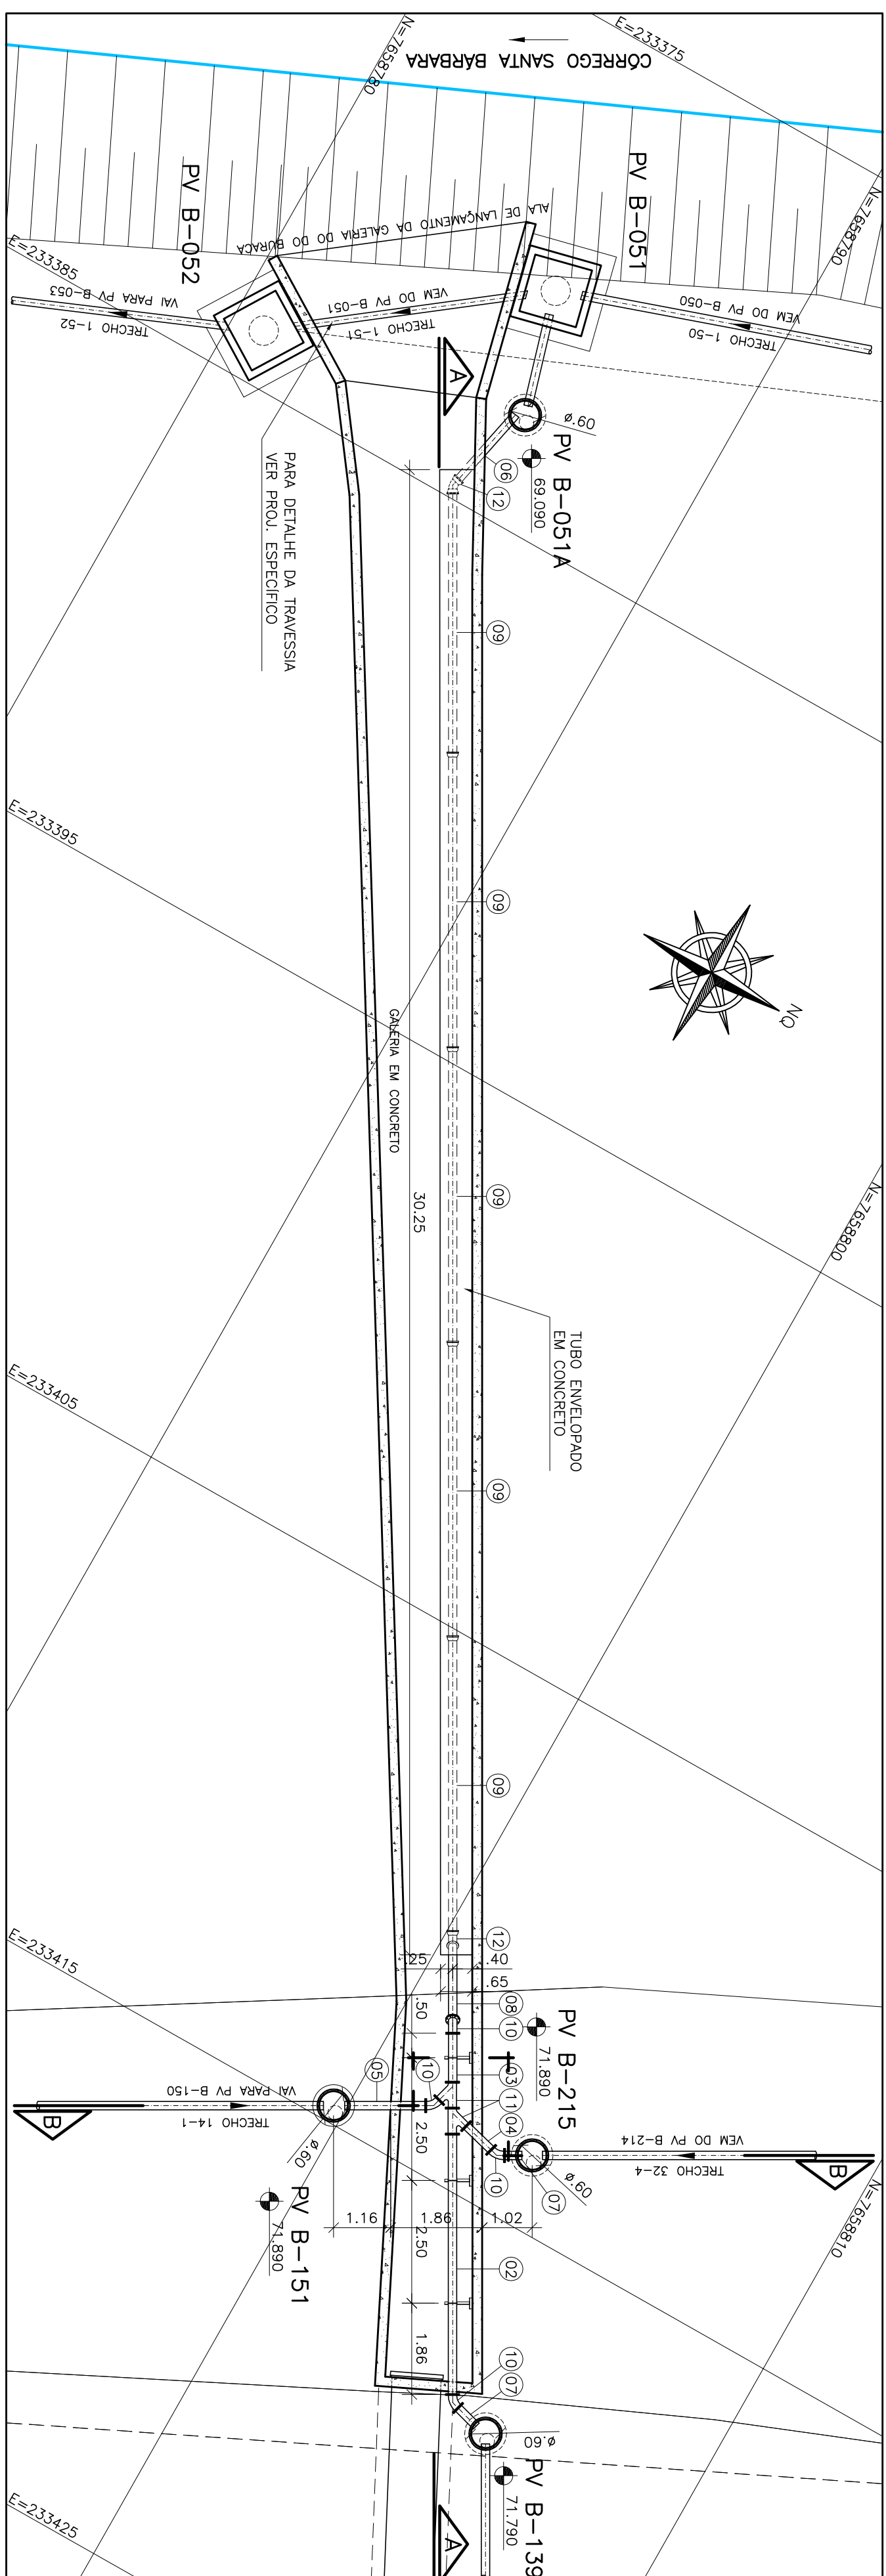 CÓRREGO SANTA BÁRBARA
E=233375
N=7658780
N=7658790
PV B-051
PV B-052
ALA DE LANÇAMENTO DA GALERIA DO DO BURACA
E=233385
VAI PARA PV B-053
TRECHO 1-52
VEM DO PV B-051
TRECHO 1-51
VEM DO PV B-050
TRECHO 1-50
A
ø.60
PV B-051A
69.090
06
12
PARA DETALHE DA TRAVESSIA
VER PROJ. ESPECÍFICO
09
E=233395
09
NQ
GALERIA EM CONCRETO
30.25
09
N=7658800
TUBO ENVELOPADO
EM CONCRETO
E=233405
09
09
E=233415
12
.25
.40
.65
08
.50
10
PV B-215
71.890
03
10
05
11
04
VAI PARA PV B-150
TRECHO 14-1
B
VEM DO PV B-214
TRECHO 32-4
B
2.50
ø.60
10
ø.60
07
N=7658810
PV B-151
71.890
1.16
1.86
1.02
2.50
02
1.86
10
07
ø.60
PV B-139
71.790
A
E=233425